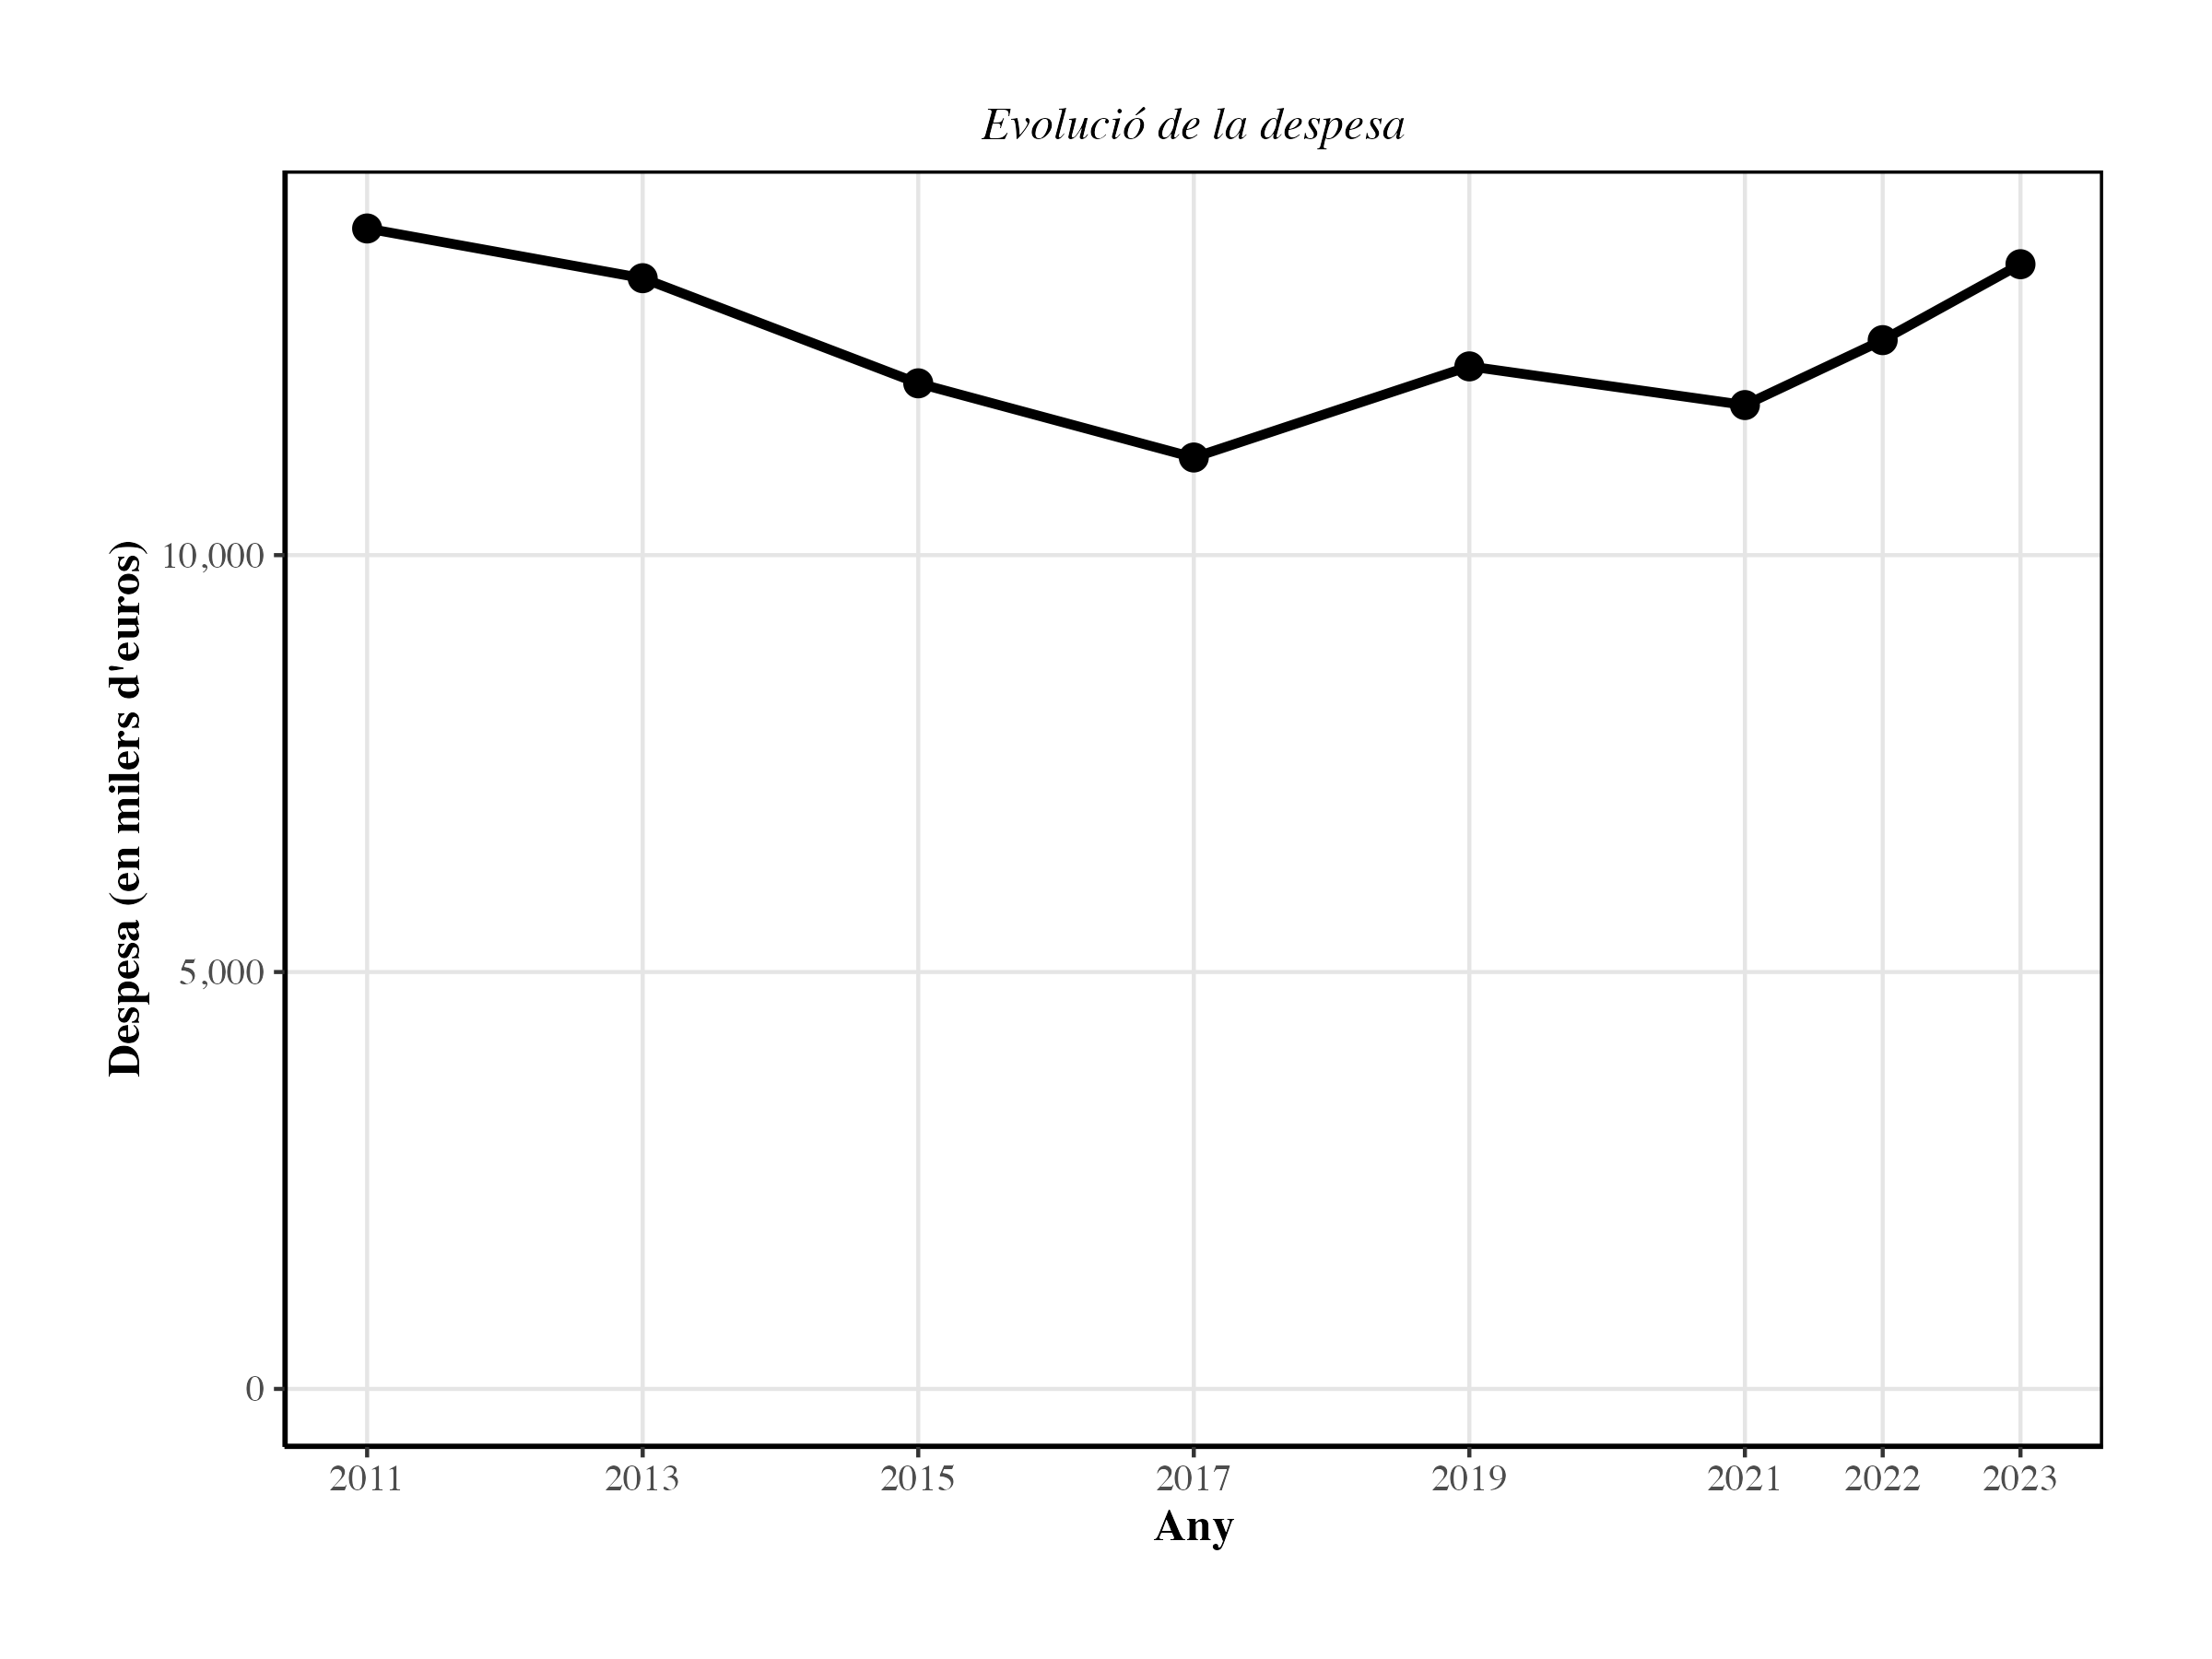 Evolució de la despesa
Despesa (en milers d'euros)
10,000
5,000
0
2011 2013 2015 2017 2019 2021 2022 2023
Any